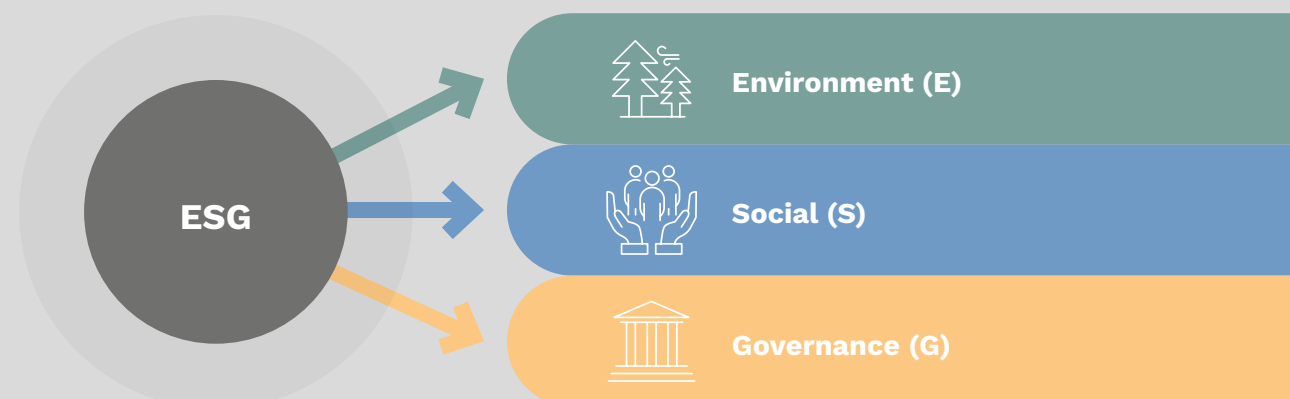 ESG
Environment (E)
Social (S)
Governance (G)